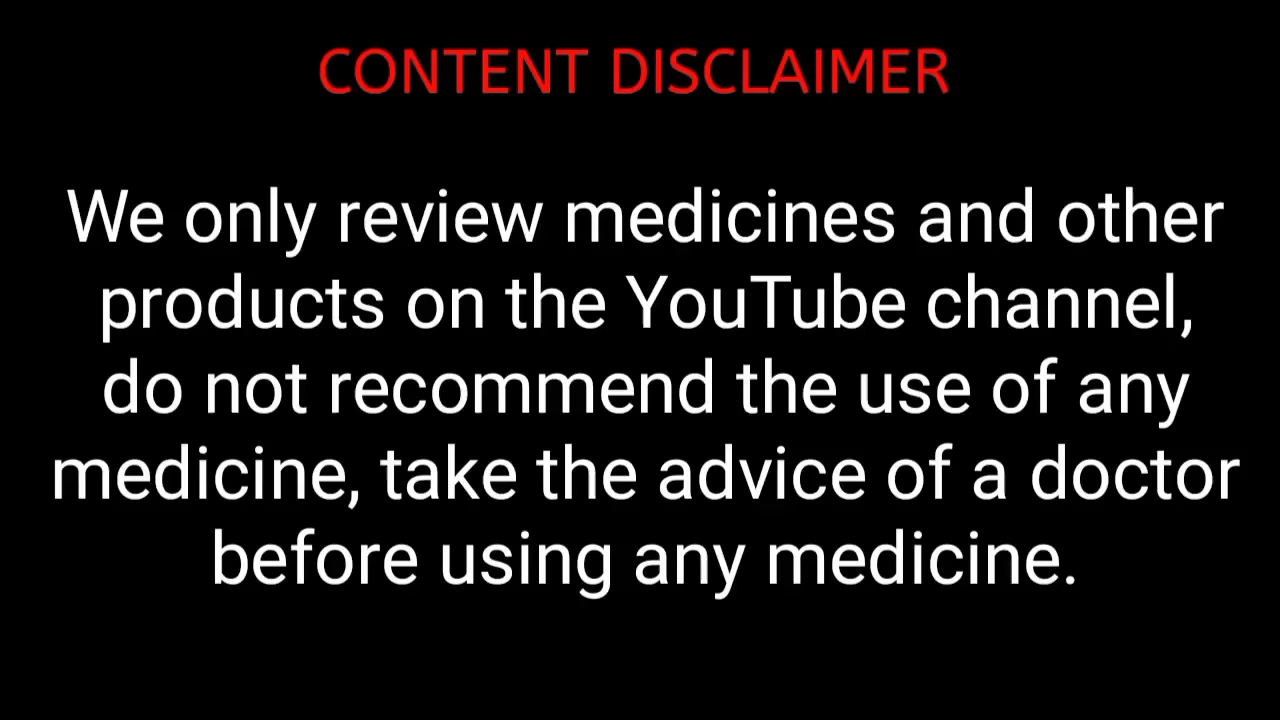 CONTENT DISCLAIMER
We only review medicines and other
products on the YouTube channel,
do not recommend the use of any
medicine, take the advice of a doctor
before using any medicine.